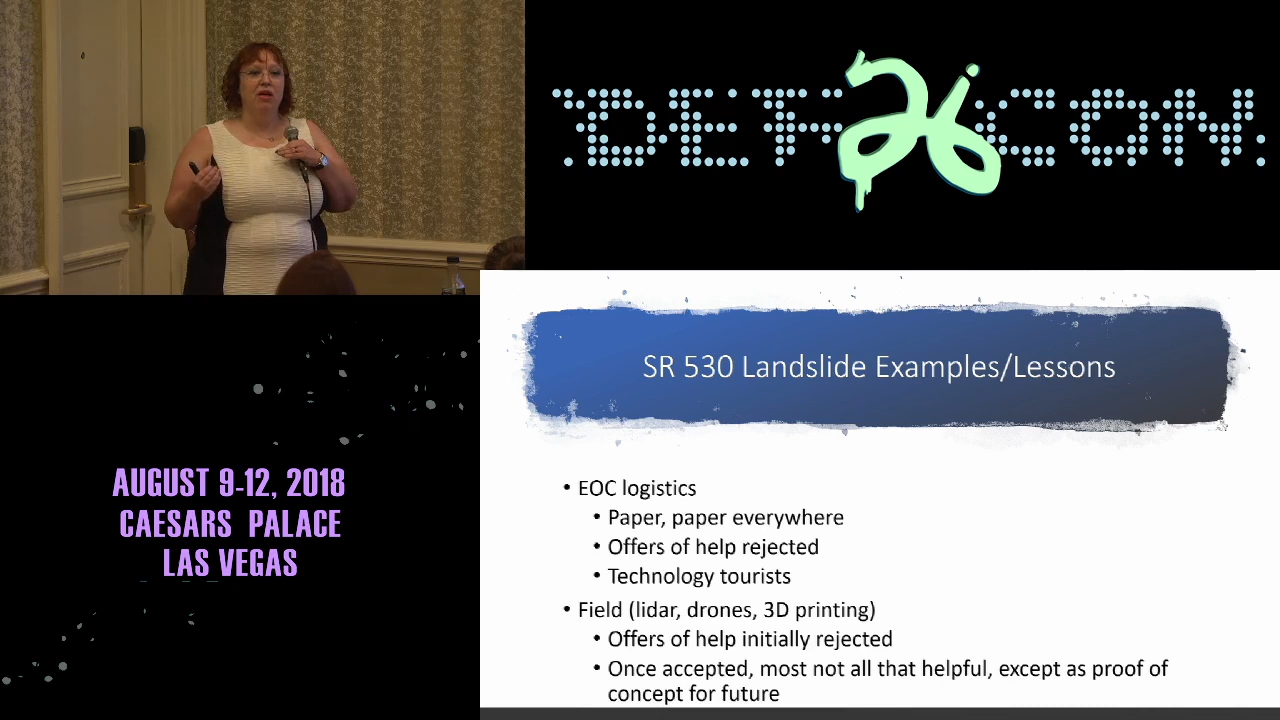 DEF 26 CON
SR 530 Landslide Examples/Lessons
AUGUST 9-12, 2018
CAESARS PALACE
LAS VEGAS
• EOC logistics
• Paper, paper everywhere
• Offers of help rejected
• Technology tourists
• Field (lidar, drones, 3D printing)
• Offers of help initially rejected
• Once accepted, most not all that helpful, except as proof of
concept for future